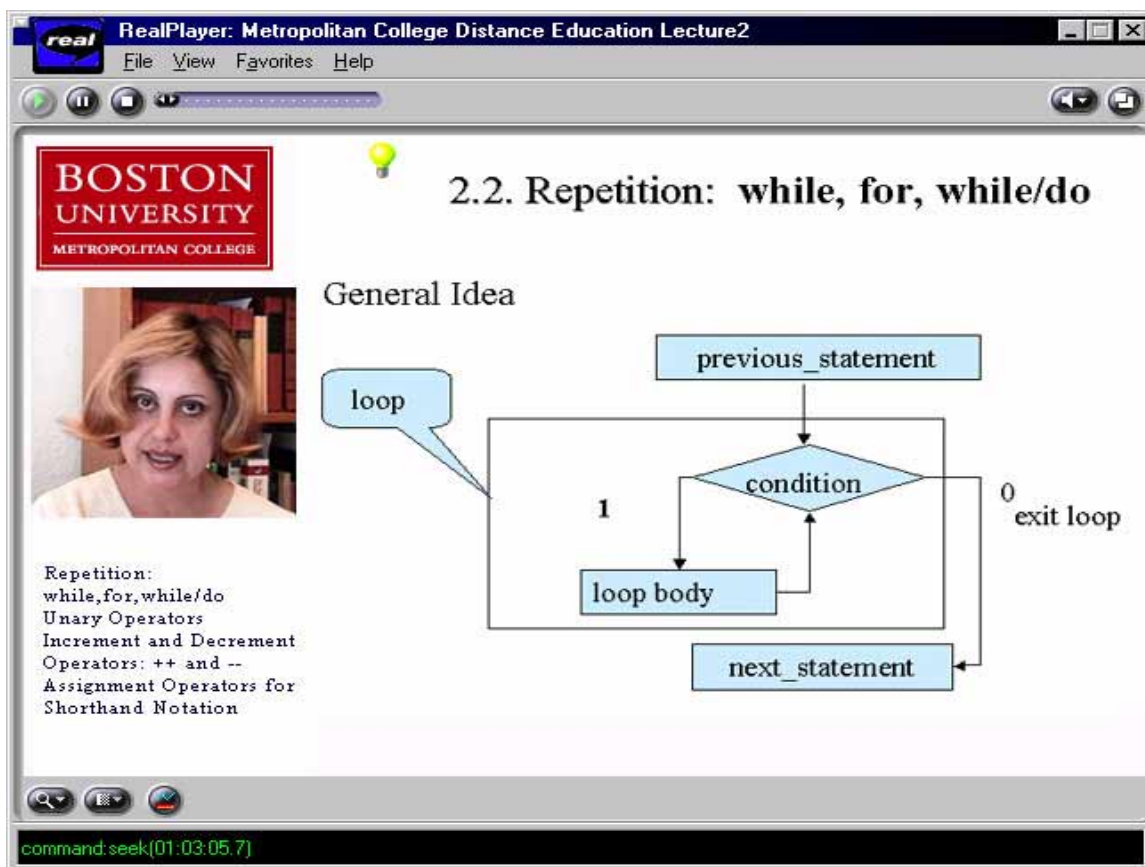 real
RealPlayer: Metropolitan College Distance Education Lecture2
File View Favorites Help
BOSTON
UNIVERSITY
METROPOLITAN COLLEGE
2.2. Repetition: while, for, while/do
General Idea
previous_statement
loop
condition
1
0
exit loop
loop body
next_statement
Repetition:
while,for,while/do
Unary Operators
Increment and Decrement
Operators: ++ and --
Assignment Operators for
Shorthand Notation
command:seek(01:03:05.7)